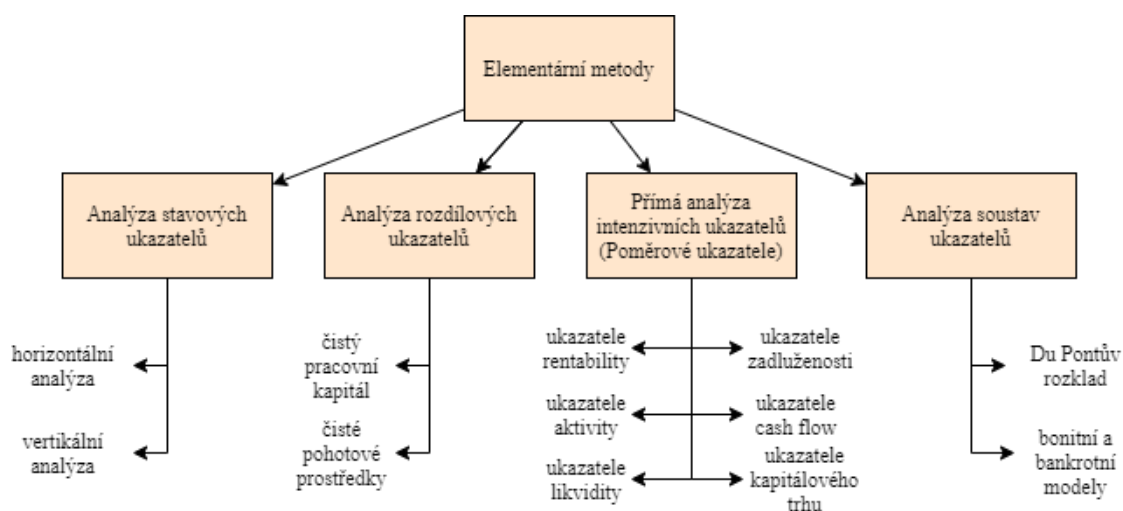 Elementární metody
Analýza stavových
ukazatelů
Analýza rozdílových
ukazatelů
Přímá analýza
intenzivních ukazatelů
(Poměrové ukazatele)
Analýza soustav
ukazatelů
horizontální
analýza
vertikální
analýza
čistý
pracovní
kapitál
čisté
pohotové
prostředky
ukazatele
rentability
ukazatele
aktivity
ukazatele
likvidity
ukazatele
zadluženosti
ukazatele
cash flow
ukazatele
kapitálového
trhu
Du Pontův
rozklad
bonitní a
bankrotní
modely